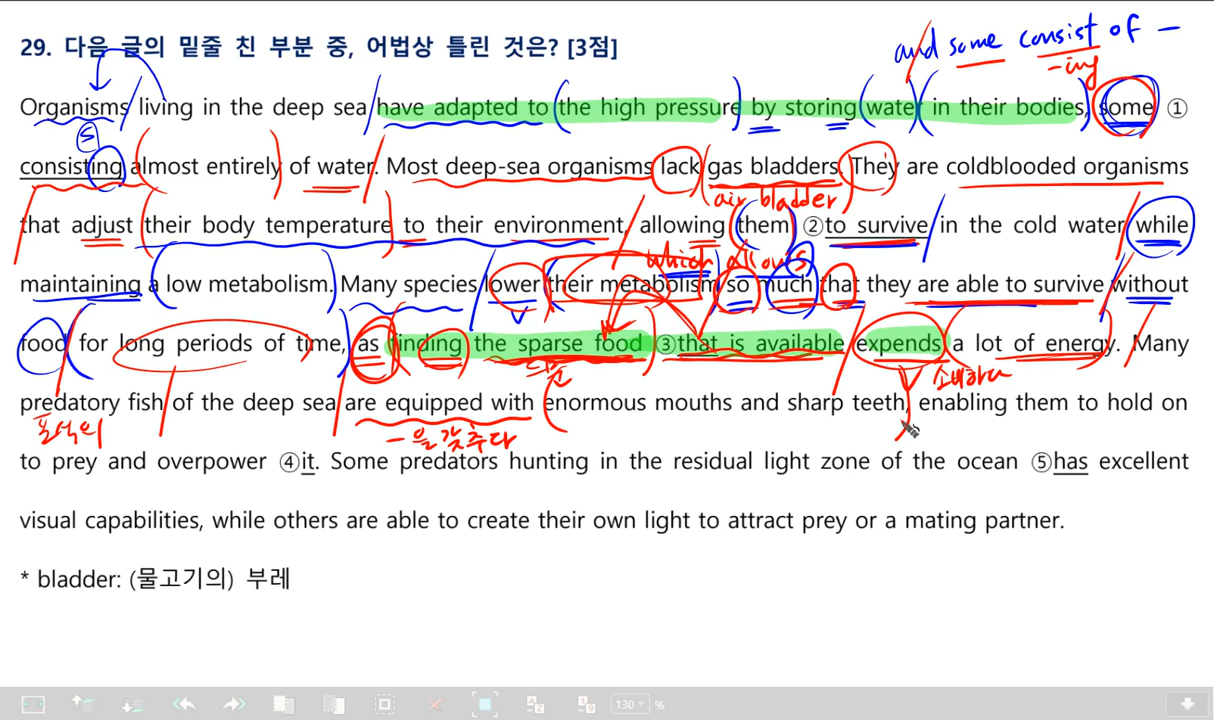 29. 다음 글의 밑줄 친 부분 중, 어법상 틀린 것은? [3점]
and some consist of ―
-ing
Organisms living in the deep sea have adapted to the high pressure by storing water in their bodies, some ①
S
consisting almost entirely of water. Most deep-sea organisms lack gas bladders. They are coldblooded organisms
air bladder
that adjust their body temperature to their environment, allowing them ②to survive in the cold water while
which allows
maintaining a low metabolism. Many species lower their metabolism so much that they are able to survive without
food for long periods of time, as finding the sparse food ③that is available expends a lot of energy. Many
드문
소비하다
predatory fish of the deep sea are equipped with enormous mouths and sharp teeth, enabling them to hold on
포식의
~을 갖추다
to prey and overpower ④it. Some predators hunting in the residual light zone of the ocean ⑤has excellent
visual capabilities, while others are able to create their own light to attract prey or a mating partner.
* bladder: (물고기의) 부레
130 %